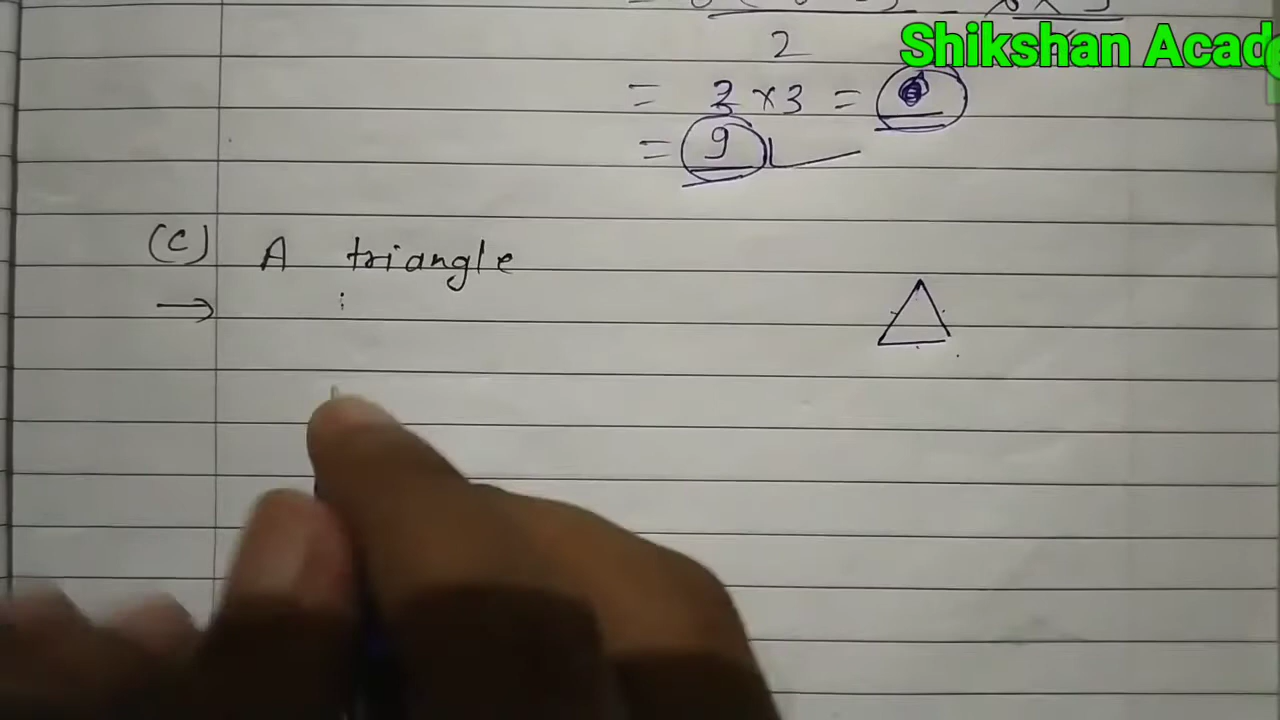 Shikshan Acad
2
= 3 × 3 =
= 9
(C) A triangle
→